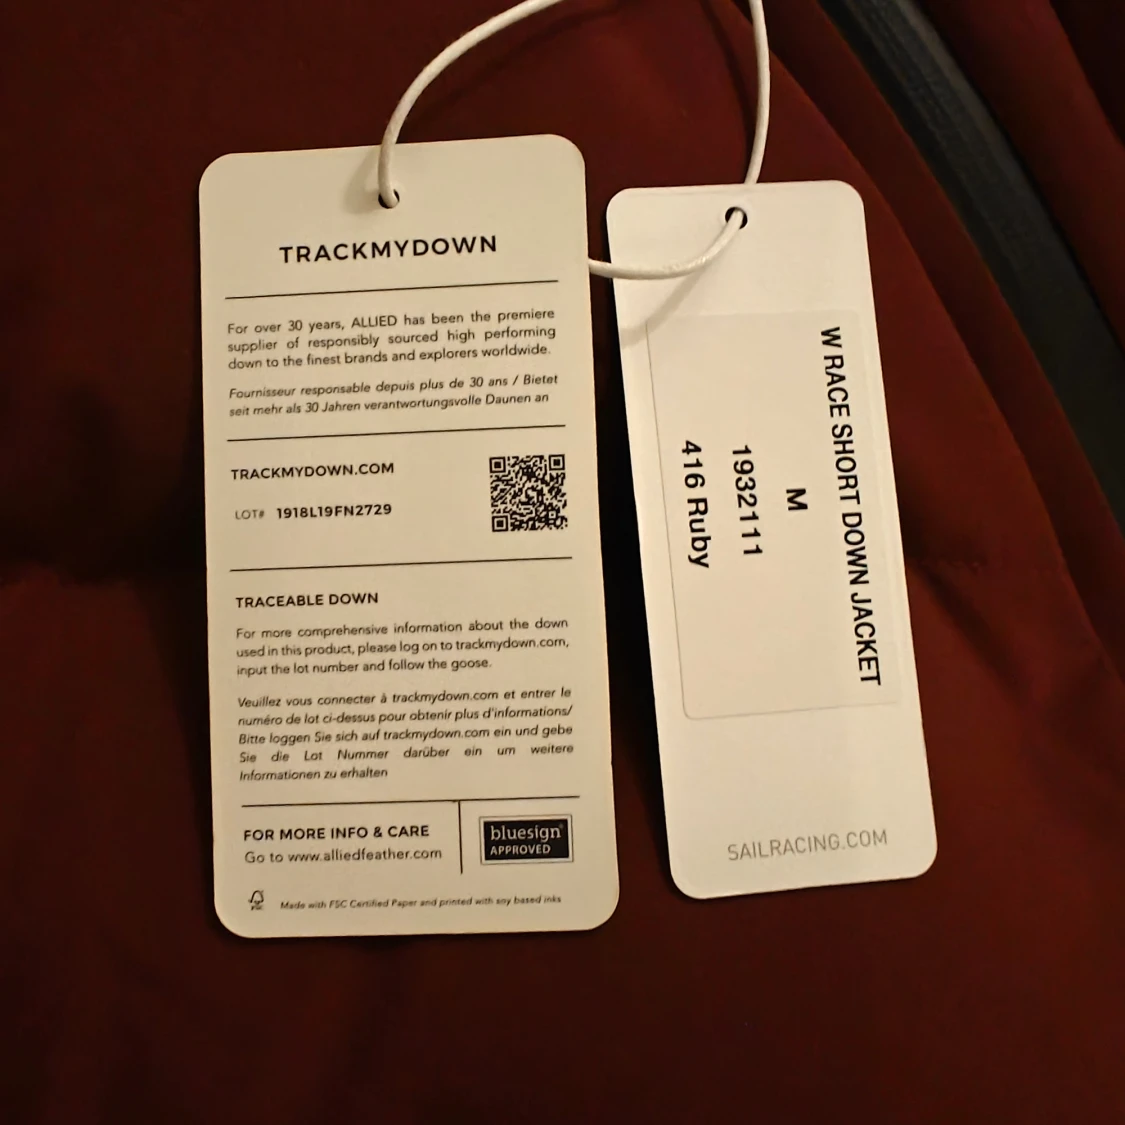 TRACKMYDOWN
For over 30 years, ALLIED has been the premiere
supplier of responsibly sourced high performing
down to the finest brands and explorers worldwide.
Fournisseur responsable depuis plus de 30 ans / Bietet
seit mehr als 30 Jahren verantwortungsvolle Daunen an
TRACKMYDOWN.COM
LOT# 1918L19FN2729
TRACEABLE DOWN
For more comprehensive information about the down
used in this product, please log on to trackmydown.com,
input the lot number and follow the goose.
Veuillez vous connecter à trackmydown.com et entrer le
numéro de lot ci-dessus pour obtenir plus d'informations/
Bitte loggen Sie sich auf trackmydown.com ein und gebe
Sie die Lot Nummer darüber ein um weitere
Informationen zu erhalten
FOR MORE INFO & CARE
Go to www.alliedfeather.com
bluesign®
APPROVED
FSC
Made with FSC Certified Paper and printed with soy based inks
W RACE SHORT DOWN JACKET
M
1932111
416 Ruby
SAILRACING.COM